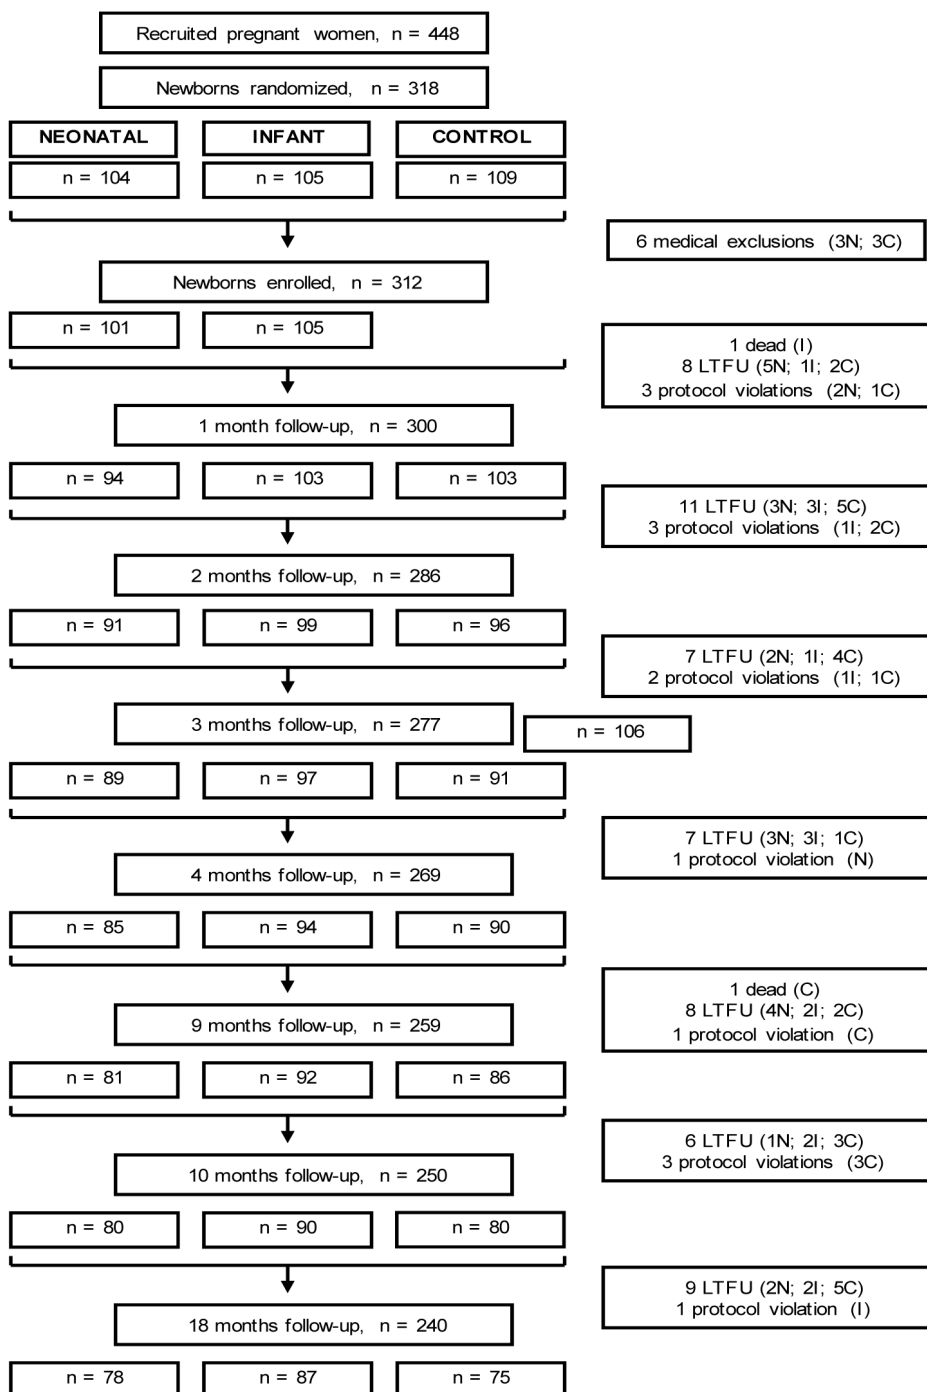 Recruited pregnant women, n = 448
Newborns randomized, n = 318
NEONATAL INFANT CONTROL
n = 104 n = 105 n = 109
6 medical exclusions (3N; 3C)
Newborns enrolled, n = 312
n = 101 n = 105
1 dead (I)
8 LTFU (5N; 1I; 2C)
3 protocol violations (2N; 1C)
1 month follow-up, n = 300
n = 94 n = 103 n = 103
11 LTFU (3N; 3I; 5C)
3 protocol violations (1I; 2C)
2 months follow-up, n = 286
n = 91 n = 99 n = 96
7 LTFU (2N; 1I; 4C)
2 protocol violations (1I; 1C)
3 months follow-up, n = 277
n = 106
n = 89 n = 97 n = 91
7 LTFU (3N; 3I; 1C)
1 protocol violation (N)
4 months follow-up, n = 269
n = 85 n = 94 n = 90
1 dead (C)
8 LTFU (4N; 2I; 2C)
1 protocol violation (C)
9 months follow-up, n = 259
n = 81 n = 92 n = 86
6 LTFU (1N; 2I; 3C)
3 protocol violations (3C)
10 months follow-up, n = 250
n = 80 n = 90 n = 80
9 LTFU (2N; 2I; 5C)
1 protocol violation (I)
18 months follow-up, n = 240
n = 78 n = 87 n = 75